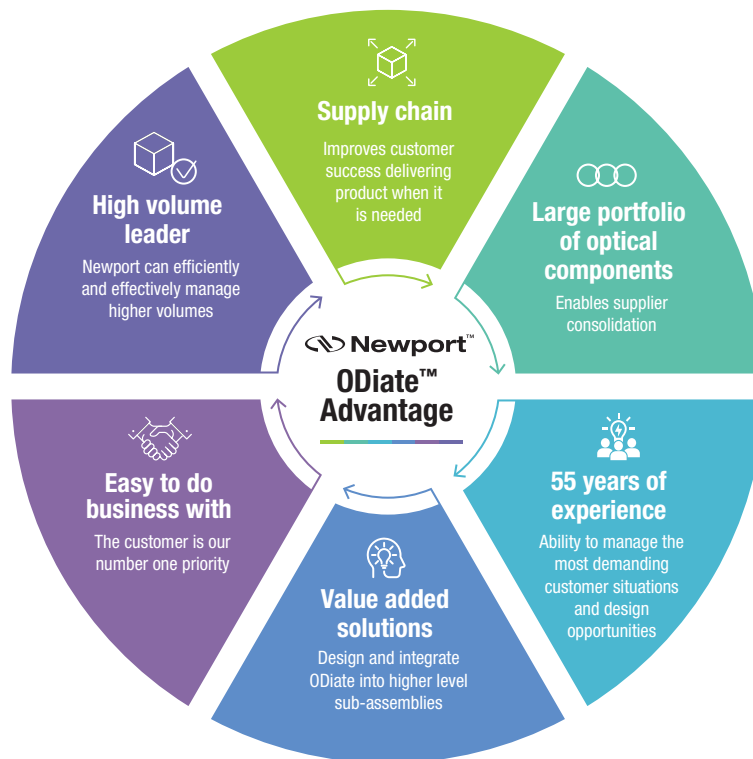 Supply chain
Improves customer
success delivering
product when it
is needed
Large portfolio
of optical
components
Enables supplier
consolidation
55 years of
experience
Ability to manage the
most demanding
customer situations
and design
opportunities
Value added
solutions
Design and integrate
ODiate into higher level
sub-assemblies
Easy to do
business with
The customer is our
number one priority
High volume
leader
Newport can efficiently
and effectively manage
higher volumes
Newport™
ODiate™
Advantage